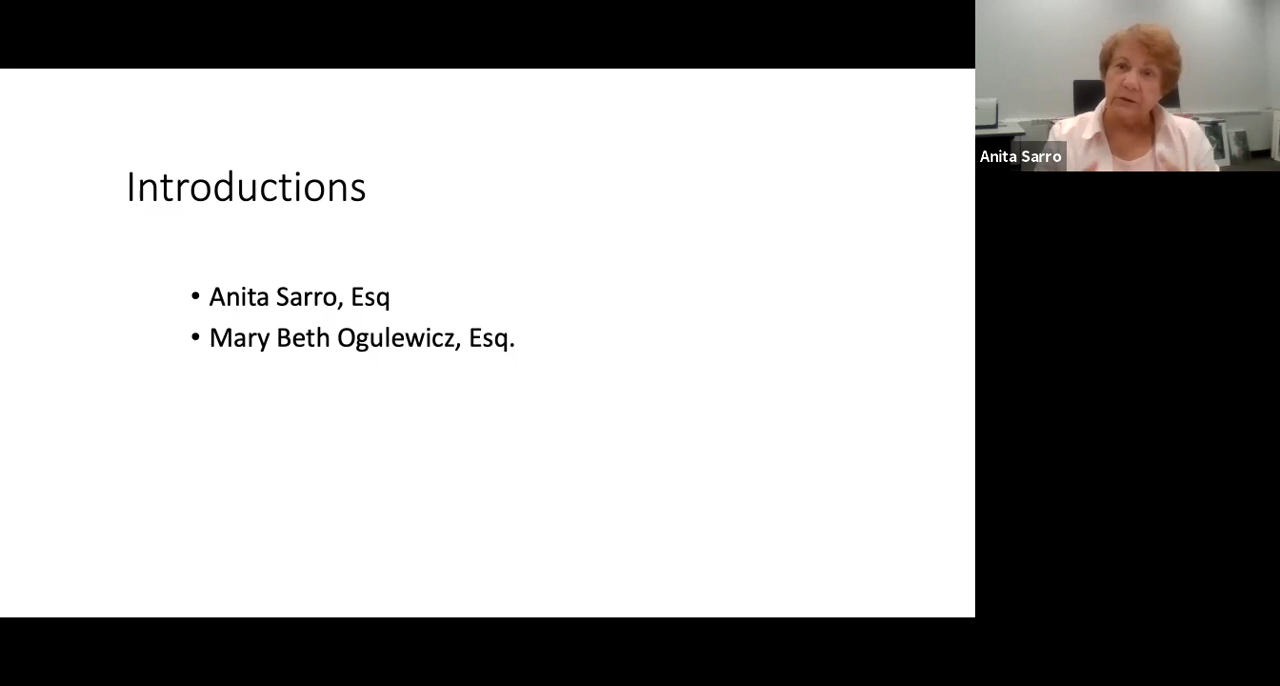 Introductions
• Anita Sarro, Esq
• Mary Beth Ogulewicz, Esq.
Anita Sarro